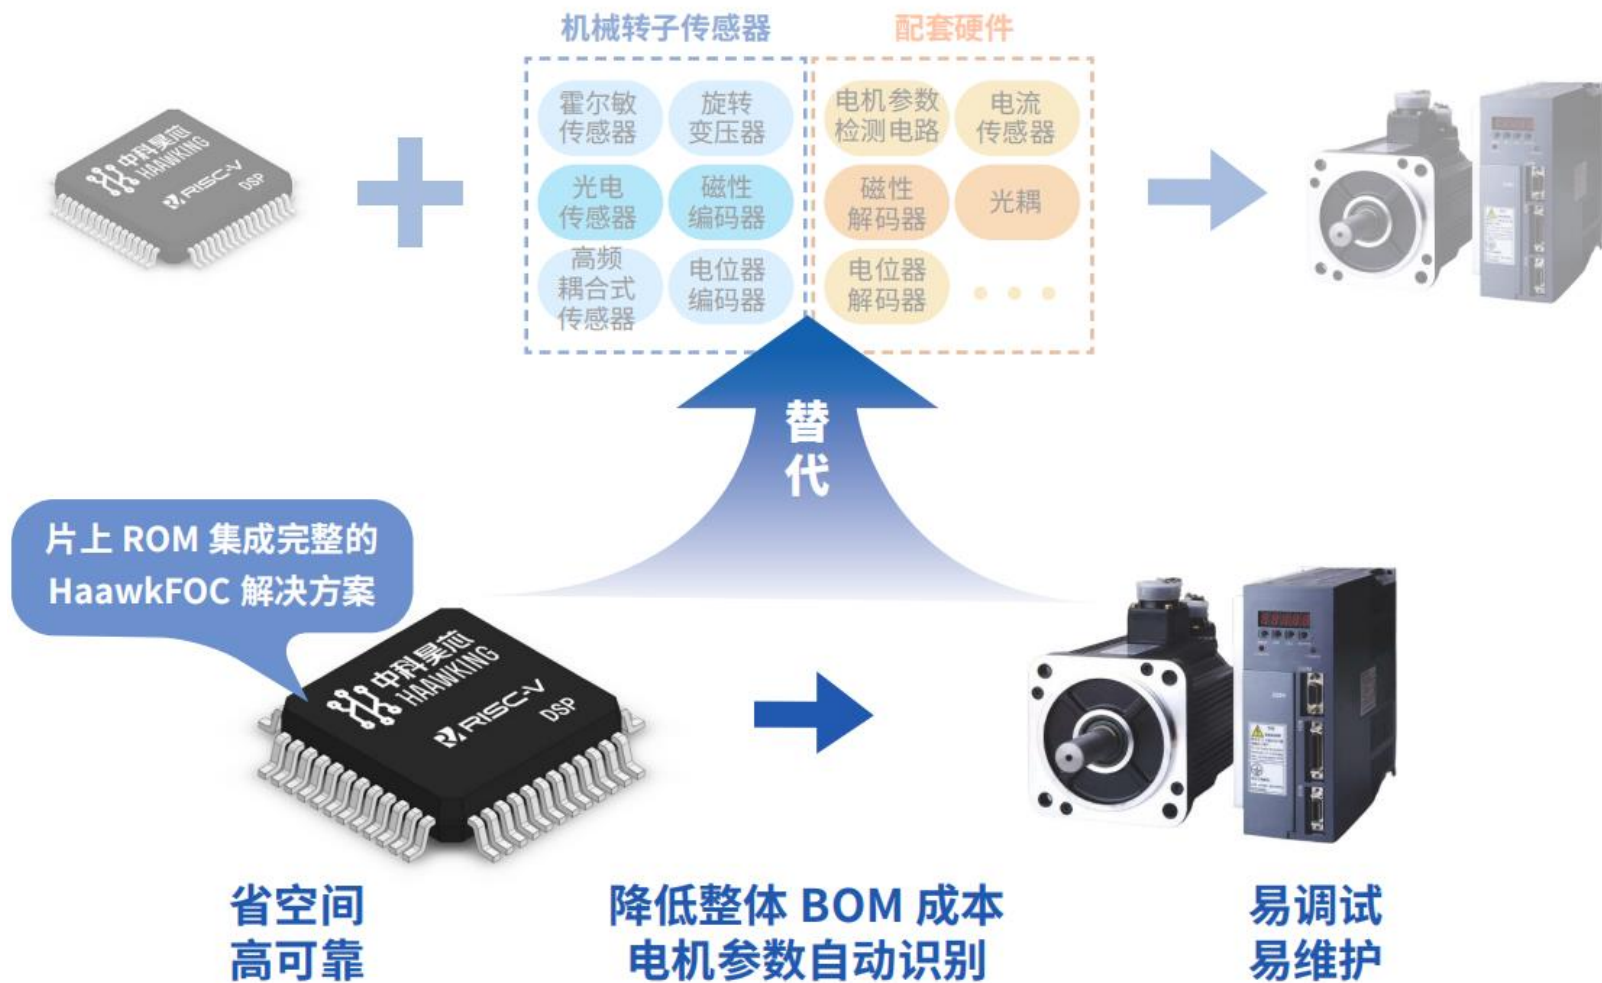 机械转子传感器
配套硬件
霍尔敏
传感器
旋转
变压器
电机参数
检测电路
电流
传感器
光电
传感器
磁性
编码器
磁性
解码器
光耦
高频
耦合式
传感器
电位器
编码器
电位器
解码器
中科昊芯
HAAWKING
RISC-V
DSP
替
代
片上 ROM 集成完整的
HaawkFOC 解决方案
中科昊芯
HAAWKING
RISC-V
DSP
省空间
高可靠
降低整体 BOM 成本
电机参数自动识别
易调试
易维护